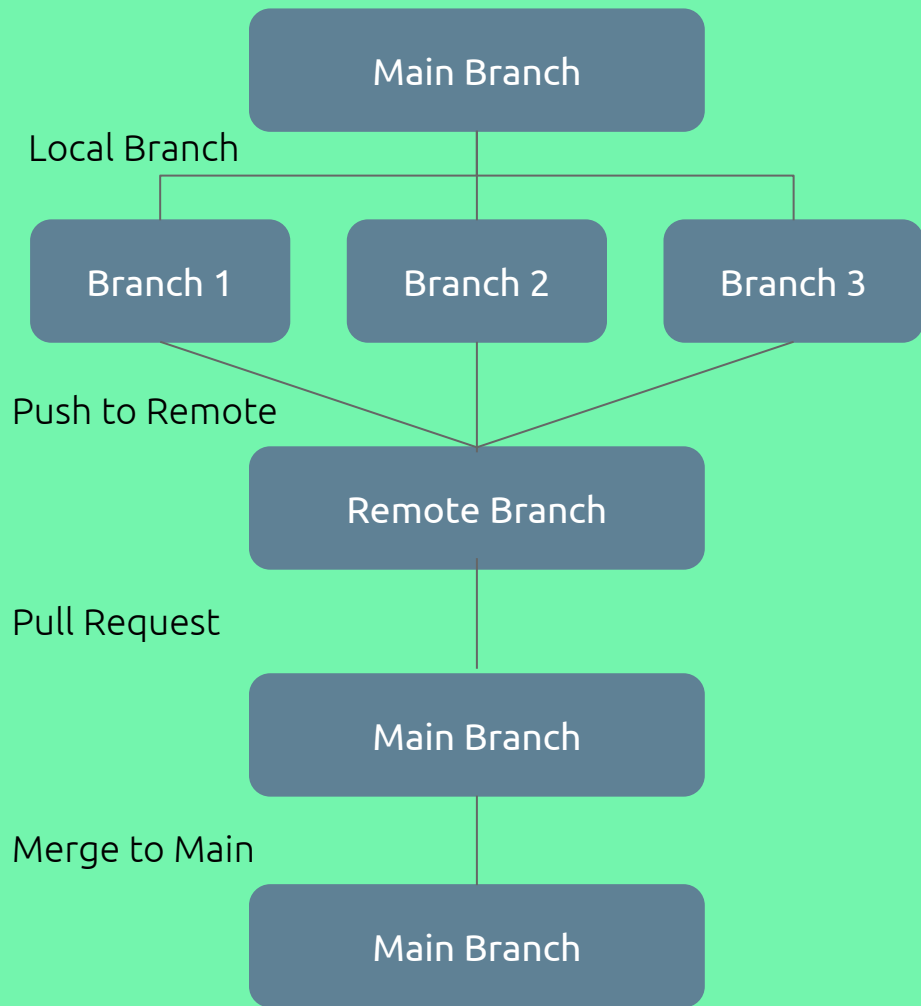 Main Branch
Local Branch
Branch 1
Branch 2
Branch 3
Push to Remote
Remote Branch
Pull Request
Main Branch
Merge to Main
Main Branch